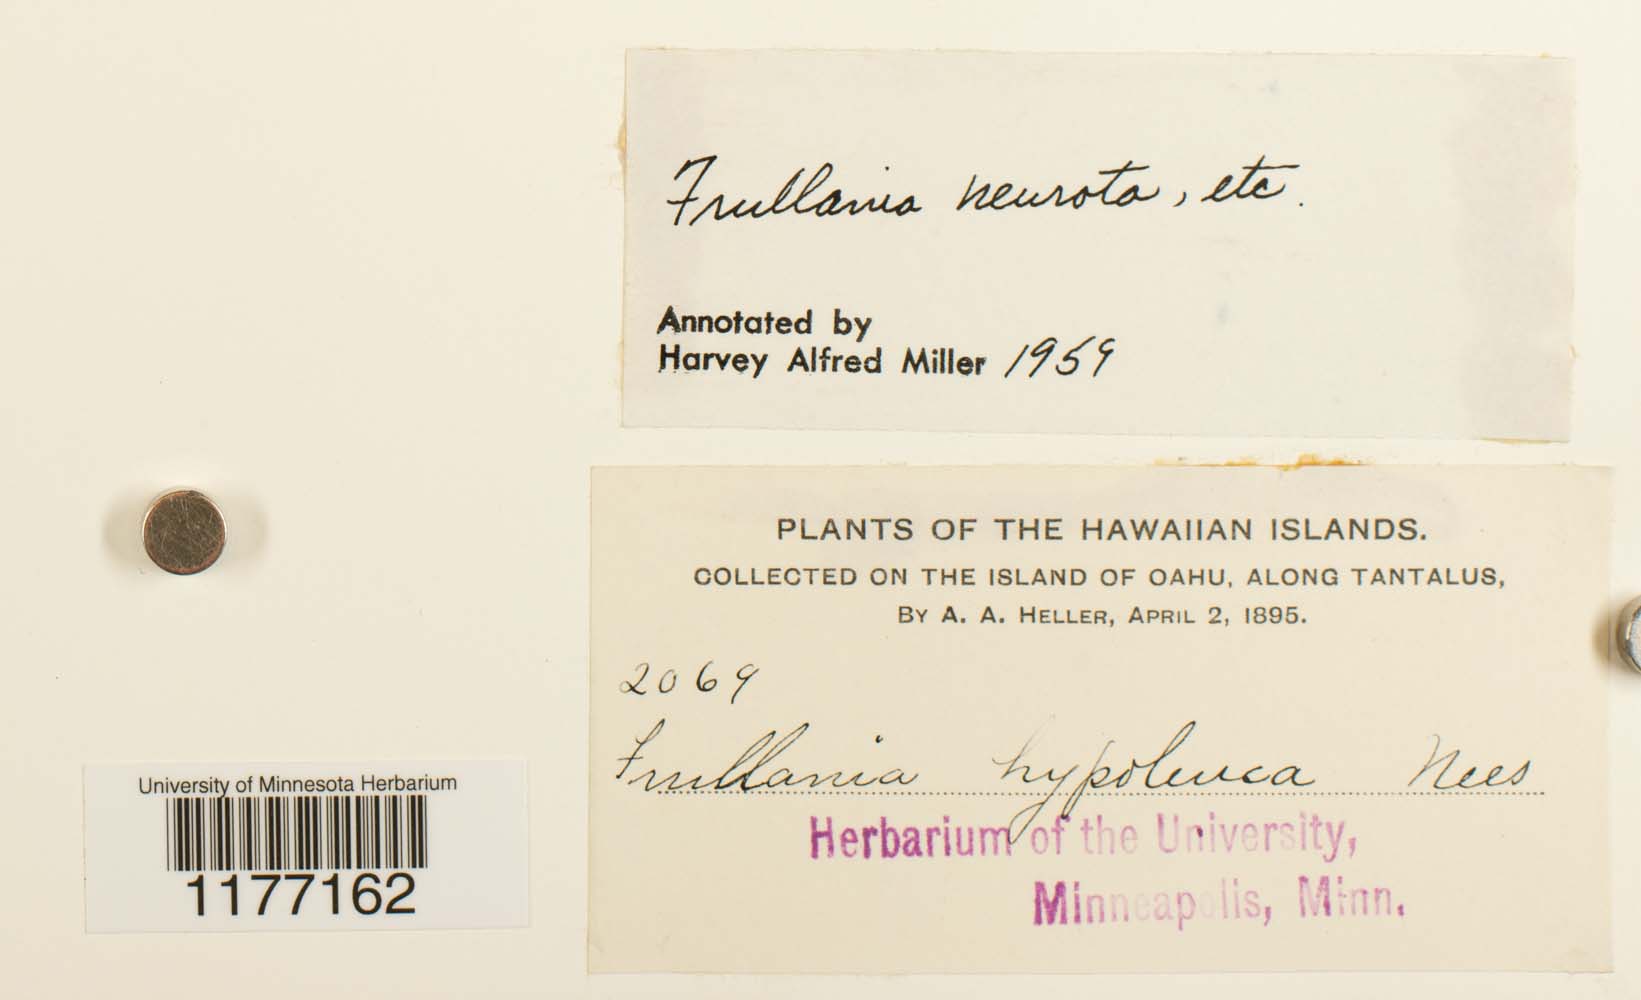 Frullania neurota, etc.
Annotated by
Harvey Alfred Miller 1959
PLANTS OF THE HAWAIIAN ISLANDS.
COLLECTED ON THE ISLAND OF OAHU, ALONG TANTALUS,
BY A. A. HELLER, APRIL 2, 1895.
2069
Frullania hypoleuca Nees
Herbarium of the University,
Minneapolis, Minn.
University of Minnesota Herbarium
1177162